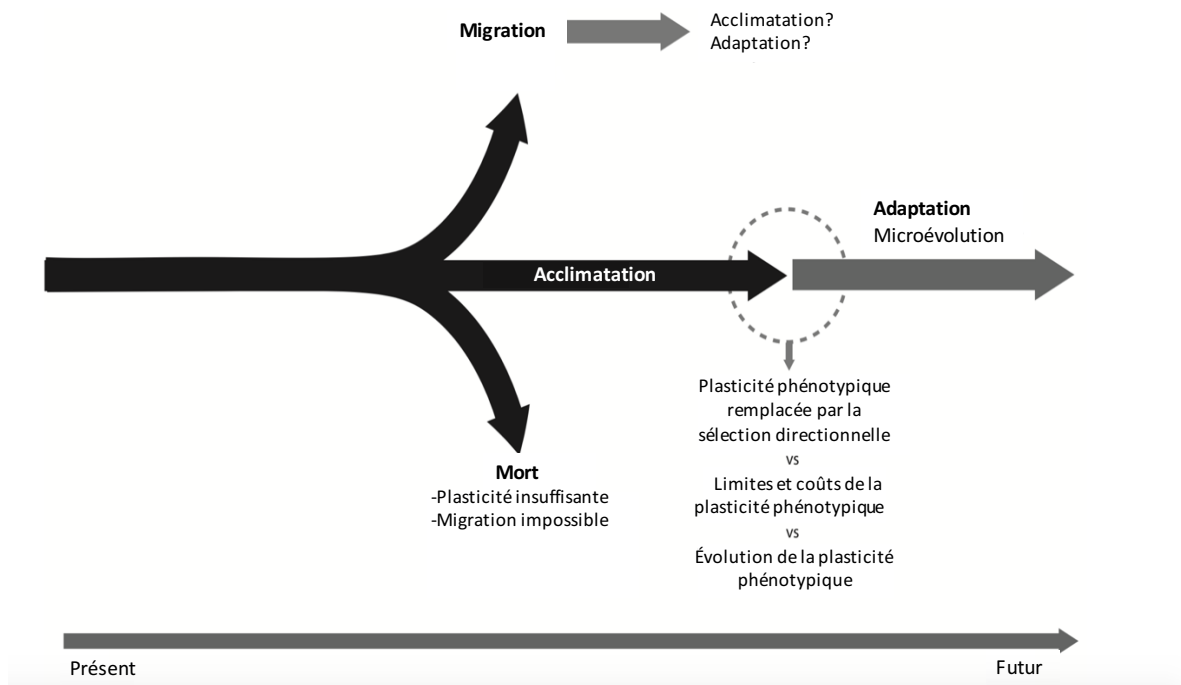 Migration
Acclimatation?
Adaptation?
Adaptation
Microévolution
Acclimatation
Plasticité phénotypique
remplacée par la
sélection directionnelle
vs
Limites et coûts de la
plasticité phénotypique
vs
Évolution de la plasticité
phénotypique
Mort
-Plasticité insuffisante
-Migration impossible
Présent
Futur